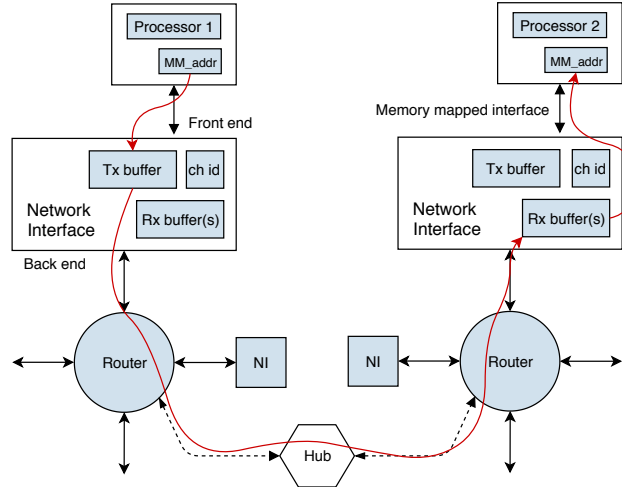 Processor 1
MM_addr
Front end
Tx buffer
ch id
Network
Interface
Rx buffer(s)
Back end
Router
NI
Hub
Processor 2
MM_addr
Memory mapped interface
Tx buffer
ch id
Network
Interface
Rx buffer(s)
NI
Router